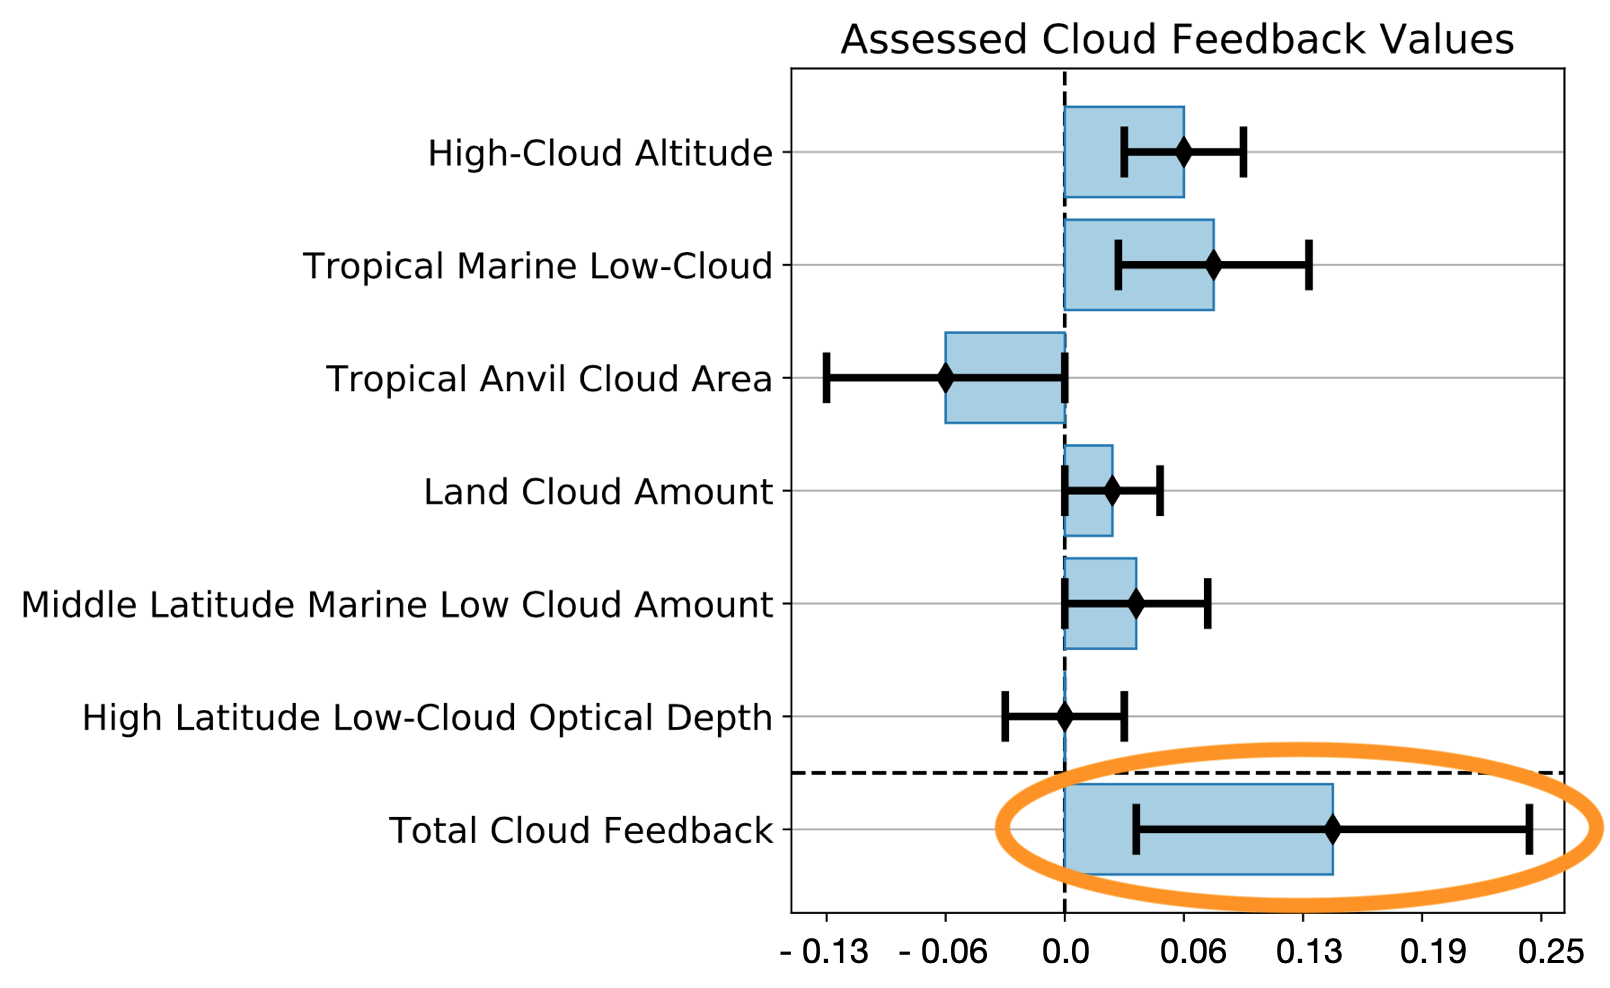 Assessed Cloud Feedback Values
High-Cloud Altitude
Tropical Marine Low-Cloud
Tropical Anvil Cloud Area
Land Cloud Amount
Middle Latitude Marine Low Cloud Amount
High Latitude Low-Cloud Optical Depth
Total Cloud Feedback
- 0.13 - 0.06 0.0 0.06 0.13 0.19 0.25